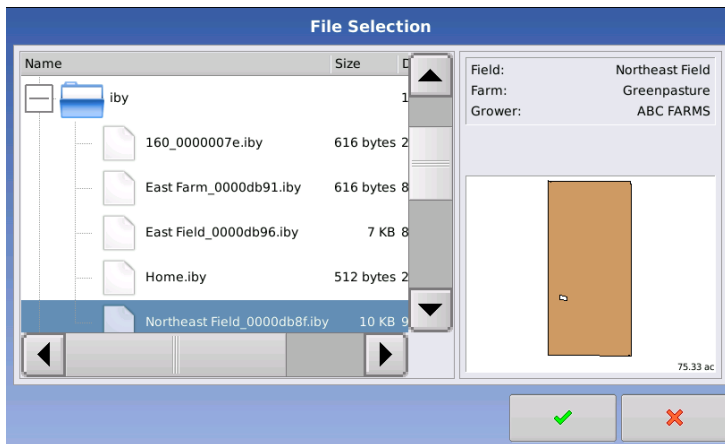 File Selection
Name Size D
iby 1
160_0000007e.iby 616 bytes 2
East Farm_0000db91.iby 616 bytes 8
East Field_0000db96.iby 7 KB 8
Home.iby 512 bytes 2
Northeast Field_0000db8f.iby 10 KB 9
Field: Northeast Field
Farm: Greenpasture
Grower: ABC FARMS
75.33 ac